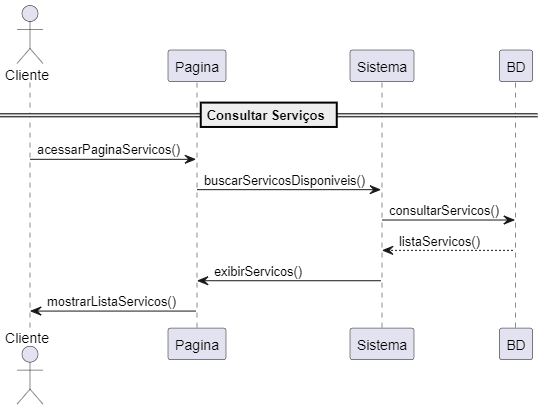 Cliente
Pagina
Sistema
BD
Consultar Serviços
acessarPaginaServicos()
buscarServicosDisponiveis()
consultarServicos()
listaServicos()
exibirServicos()
mostrarListaServicos()
Cliente
Pagina
Sistema
BD